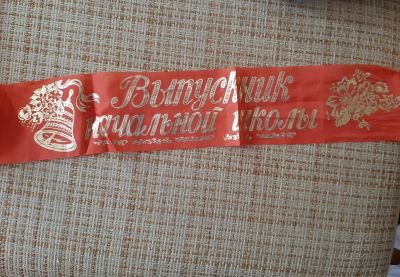 Выпускник
начальной школы